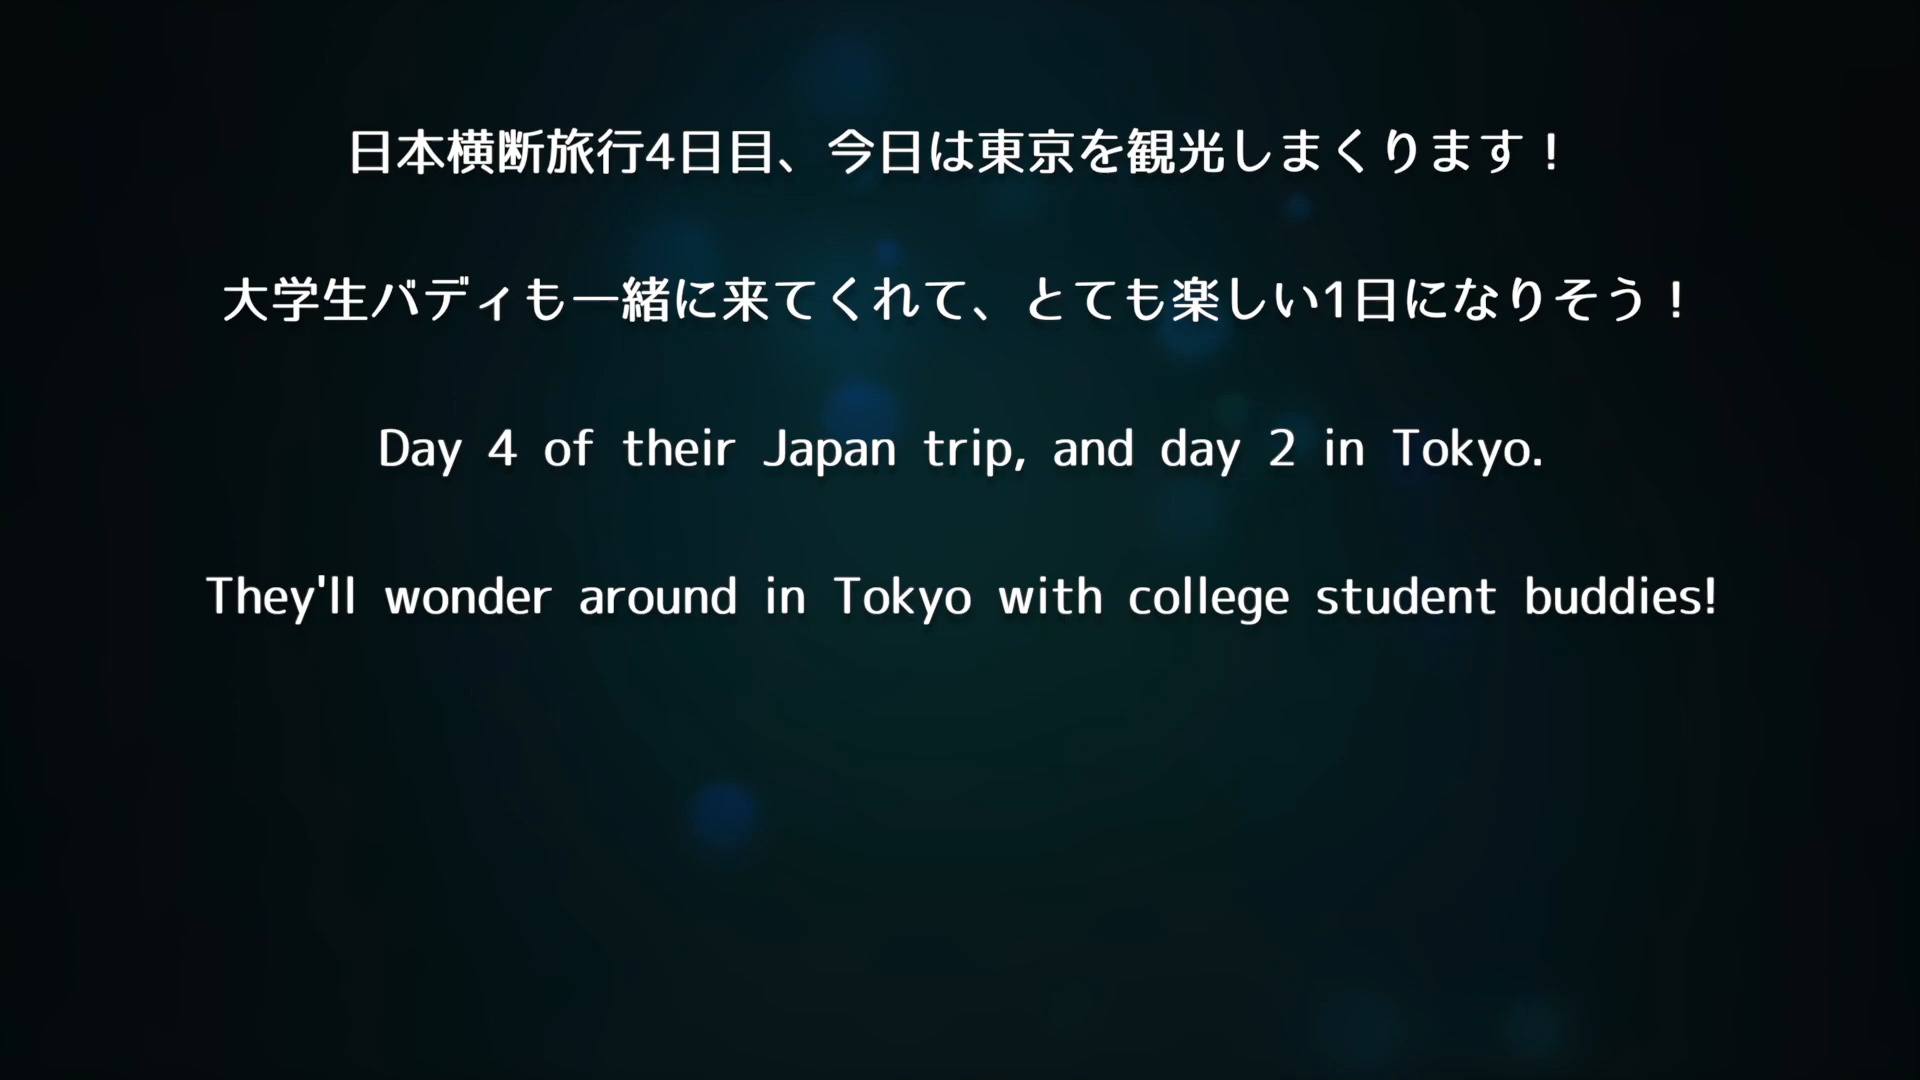 日本横断旅行4日目、今日は東京を観光しまくります！
大学生バディも一緒に来てくれて、とても楽しい1日になりそう！
Day 4 of their Japan trip, and day 2 in Tokyo.
They'll wonder around in Tokyo with college student buddies!